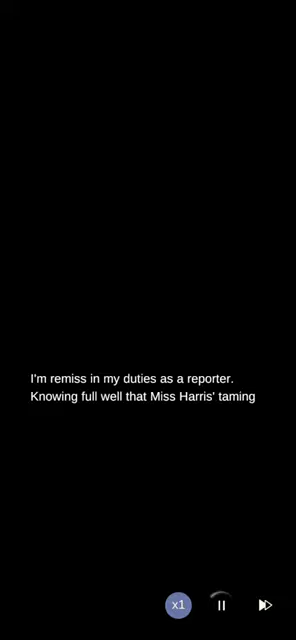 I'm remiss in my duties as a reporter.
Knowing full well that Miss Harris' taming
x1